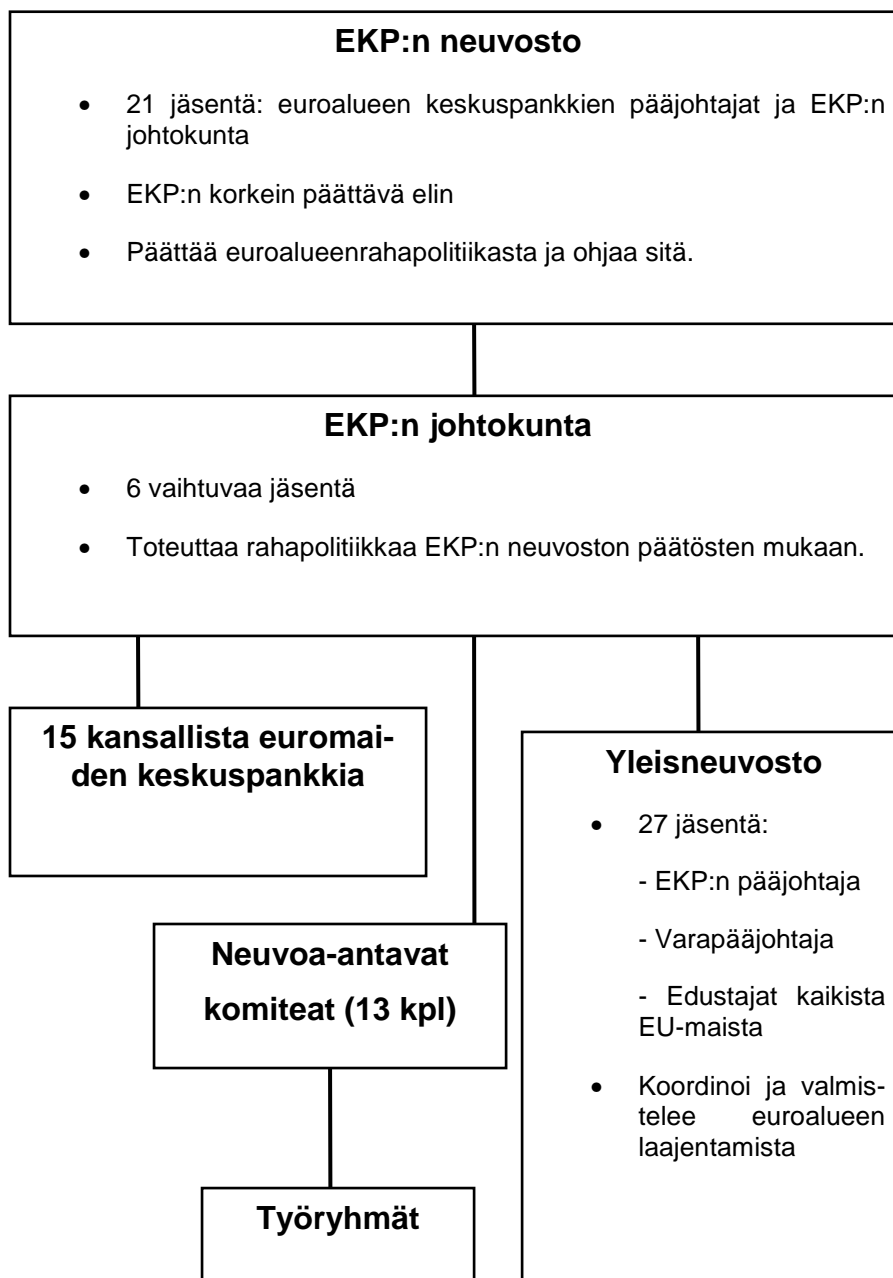 EKP:n neuvosto
• 21 jäsentä: euroalueen keskuspankkien pääjohtajat ja EKP:n
johtokunta
• EKP:n korkein päättävä elin
• Päättää euroalueenrahapolitiikasta ja ohjaa sitä.
EKP:n johtokunta
• 6 vaihtuvaa jäsentä
• Toteuttaa rahapolitiikkaa EKP:n neuvoston päätösten mukaan.
15 kansallista euromai-
den keskuspankkia
Neuvoa-antavat
komiteat (13 kpl)
Työryhmät
Yleisneuvosto
• 27 jäsentä:
- EKP:n pääjohtaja
- Varapääjohtaja
- Edustajat kaikista
EU-maista
• Koordinoi ja valmis-
telee euroalueen
laajentamista